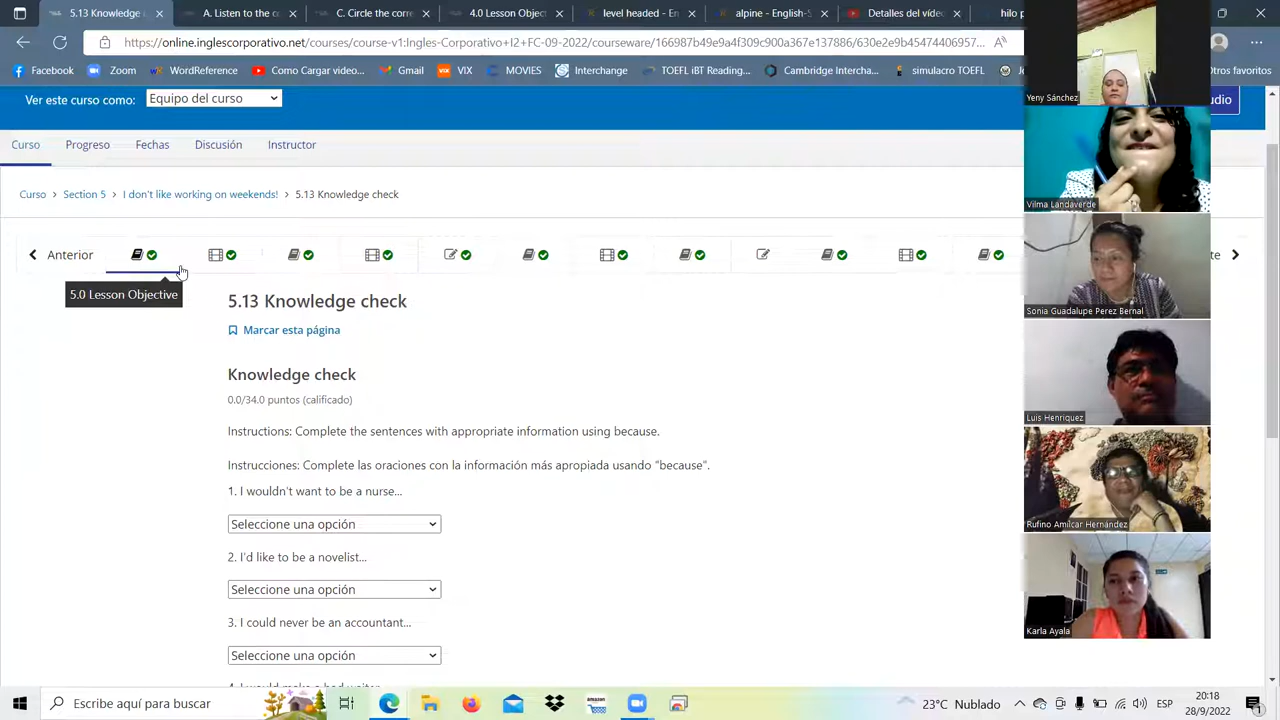 5.13 Knowledge check
A. Listen to the co
C. Circle the corre
4.0 Lesson Object
level headed - En
alpine - English-S
Detalles del video
hilo
https://online.inglescorporativo.net/courses/course-v1:Ingles-Corporativo+I2+FC-09-2022/courseware/166987b49e9a4f309c900a367e137886/630e2e9b45474406957...
Facebook
Zoom
WordReference
Como Cargar video...
Gmail
VIX
MOVIES
Interchange
TOEFL iBT Reading...
Cambridge Intercha...
simulacro TOEFL
Otros favoritos
Ver este curso como:
Equipo del curso
udio
Curso
Progreso
Fechas
Discusión
Instructor
Curso > Section 5 > I don't like working on weekends! > 5.13 Knowledge check
Anterior
te
5.0 Lesson Objective
5.13 Knowledge check
Marcar esta página
Knowledge check
0.0/34.0 puntos (calificado)
Instructions: Complete the sentences with appropriate information using because.
Instrucciones: Complete las oraciones con la información más apropiada usando "because".
1. I wouldn't want to be a nurse...
Seleccione una opción
2. I'd like to be a novelist...
Seleccione una opción
3. I could never be an accountant...
Seleccione una opción
Yeny Sánchez
Vilma Landaverde
Sonia Guadalupe Perez Bernal
Luis Henriquez
Rufino Amilcar Hernández
Karla Ayala
Escribe aquí para buscar
amazon
23°C Nublado
ESP
20:18
28/9/2022